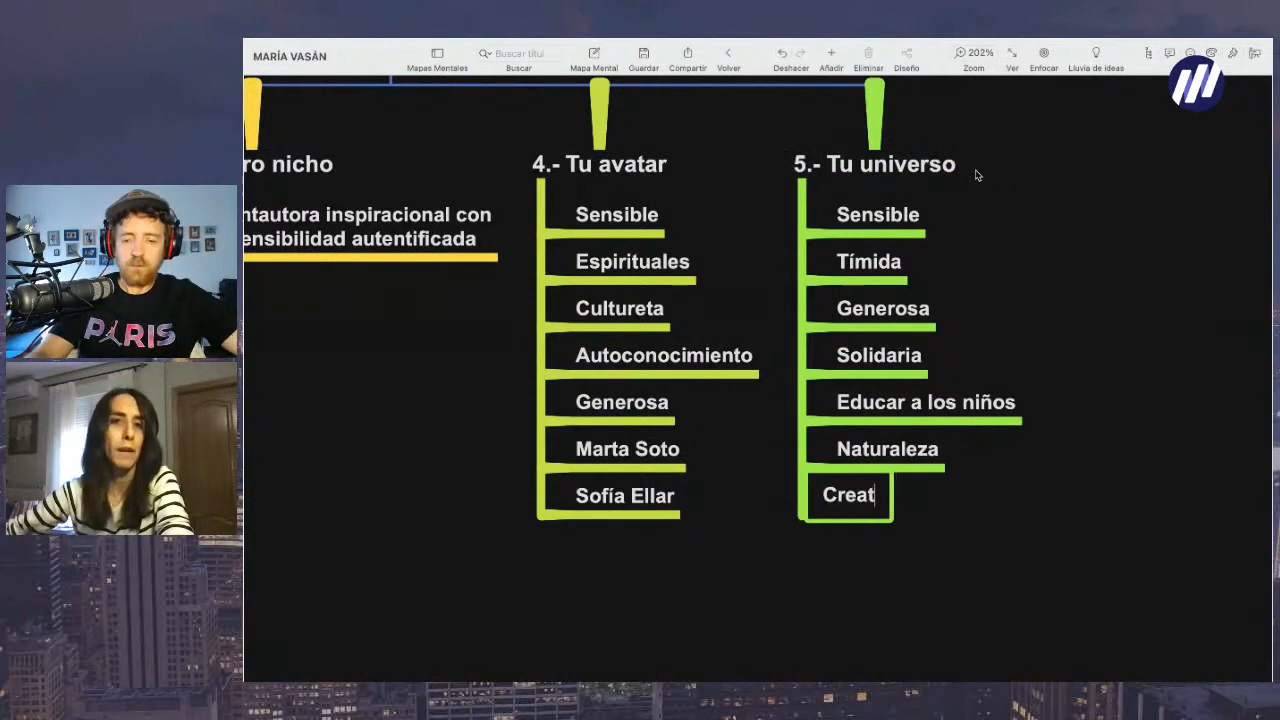 MARÍA VASÁN
Mapas Mentales
Buscar títul
Buscar
Mapa Mental
Guardar
Compartir
Volver
Deshacer
Añadir
Eliminar
Diseño
202%
Zoom
Ver
Enfocar
Lluvia de ideas
ro nicho
ntautora inspiracional con
ensibilidad autentificada
4.- Tu avatar
Sensible
Espirituales
Cultureta
Autoconocimiento
Generosa
Marta Soto
Sofía Ellar
5.- Tu universo
Sensible
Tímida
Generosa
Solidaria
Educar a los niños
Naturaleza
Creat
PARIS